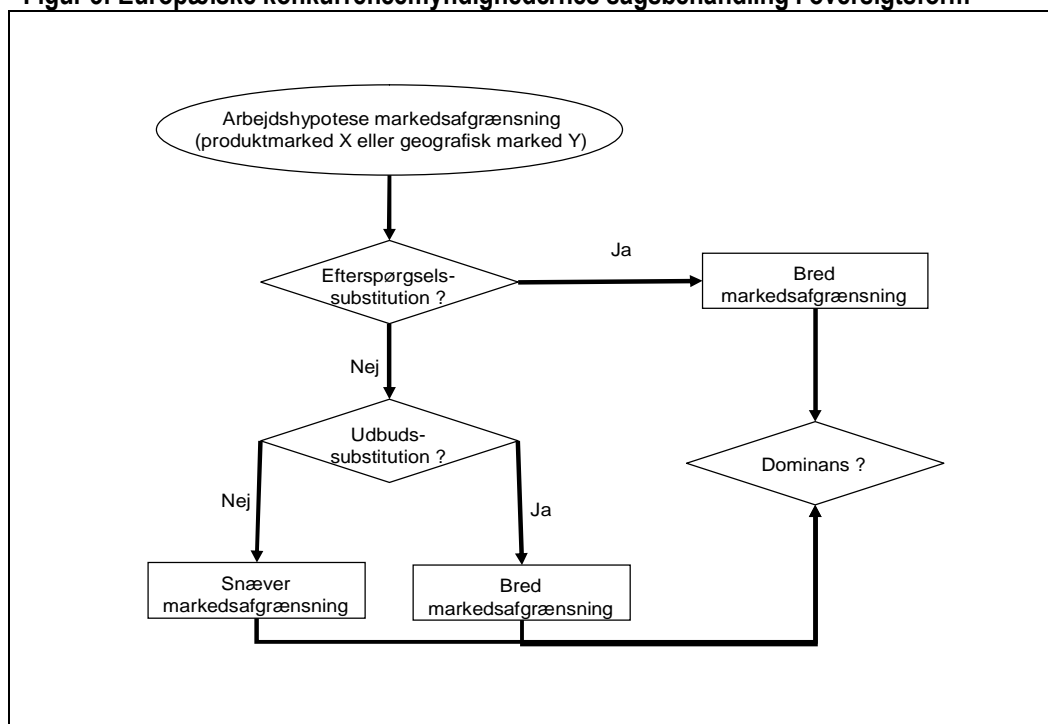 Arbejdshypotese markedsafgrænsning
(produktmarked X eller geografisk marked Y)
Efterspørgsels-
substitution ?
Ja
Bred
markedsafgrænsning
Nej
Udbuds-
substitution ?
Dominans ?
Nej
Ja
Snæver
markedsafgrænsning
Bred
markedsafgrænsning